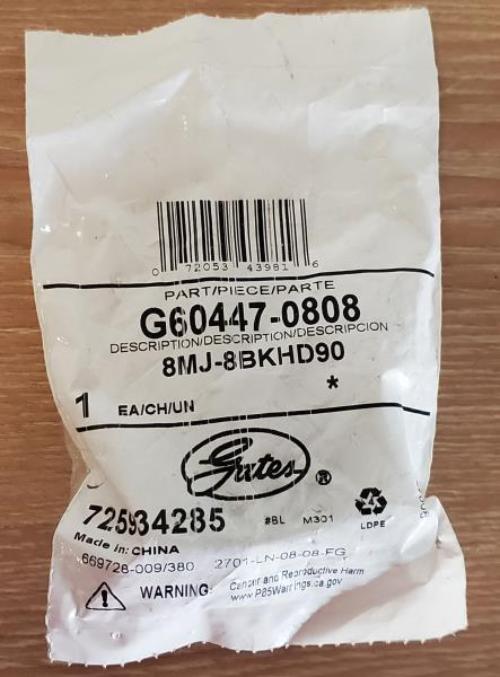 0 72053 43981 6
PART/PIECE/PARTE
G60447-0808
DESCRIPTION/DESCRIPTION/DESCRIPCION
8MJ-8BKHD90
*
1 EA/CH/UN
Gates ®
725934285 #BL M301 LDPE
Made in: CHINA
669728-009/380 2701-LN-08-08-FG
WARNING: Cancer and Reproductive Harm
www.P65Warnings.ca.gov